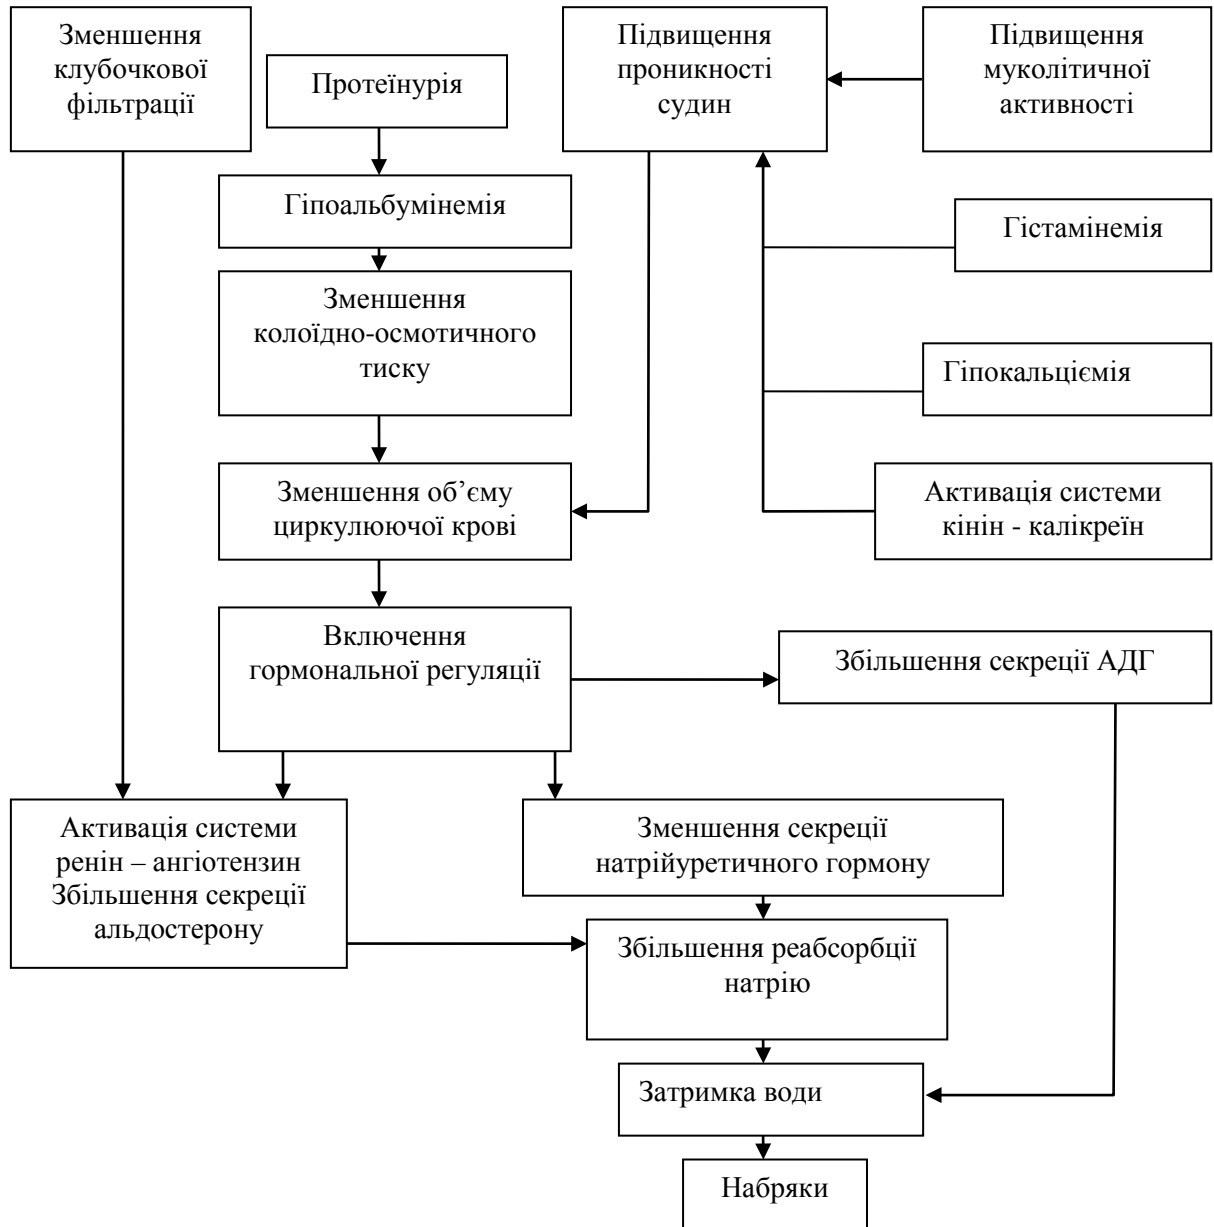 Зменшення
клубочкової
фільтрації
Протеїнурія
Підвищення
проникності
судин
Підвищення
муколітичної
активності
Гіпоальбумінемія
Гістамінемія
Зменшення
колоїдно-осмотичного
тиску
Гіпокальціємія
Зменшення об’єму
циркулюючої крові
Активація системи
кінін - калікреїн
Включення
гормональної регуляції
Збільшення секреції АДГ
Активація системи
ренін – ангіотензин
Збільшення секреції
альдостерону
Зменшення секреції
натрійуретичного гормону
Збільшення реабсорбції
натрію
Затримка води
Набряки